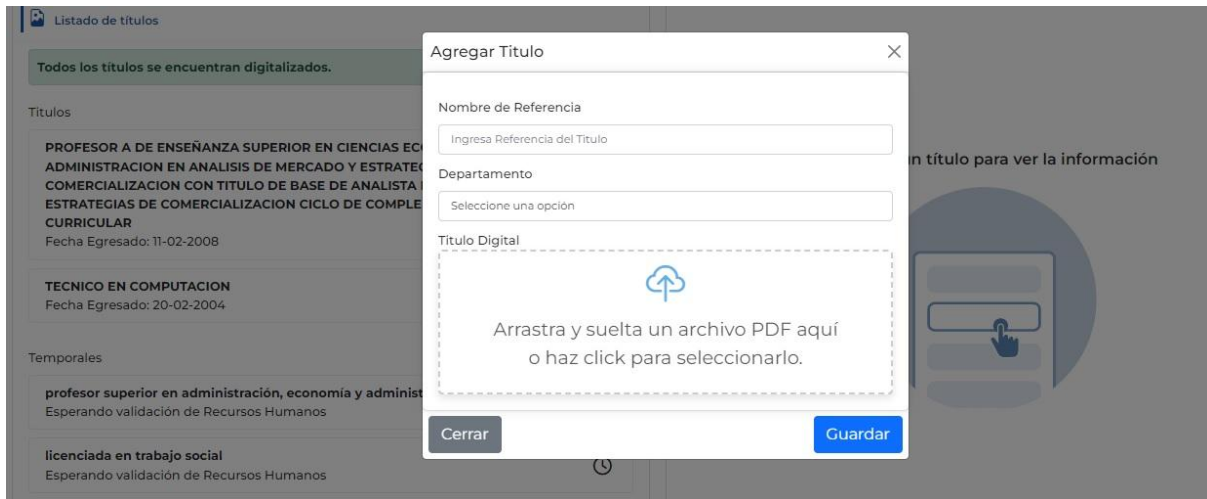 Listado de títulos
Todos los títulos se encuentran digitalizados.
Titulos
PROFESOR A DE ENSEÑANZA SUPERIOR EN CIENCIAS
ADMINISTRACION EN ANALISIS DE MERCADO Y
COMERCIALIZACION CON TITULO DE BASE DE ANALISTA
ESTRATEGIAS DE COMERCIALIZACION CICLO DE
CURRICULAR
Fecha Egresado: 11-02-2008
TECNICO EN COMPUTACION
Fecha Egresado: 20-02-2004
Temporales
profesor superior en administración, economía y
Esperando validación de Recursos Humanos
licenciada en trabajo social
Esperando validación de Recursos Humanos
Agregar Titulo
Nombre de Referencia
Ingresa Referencia del Titulo
Departamento
Seleccione una opción
Titulo Digital
Arrastra y suelta un archivo PDF aquí
o haz click para seleccionarlo.
Cerrar
Guardar
título para ver la información